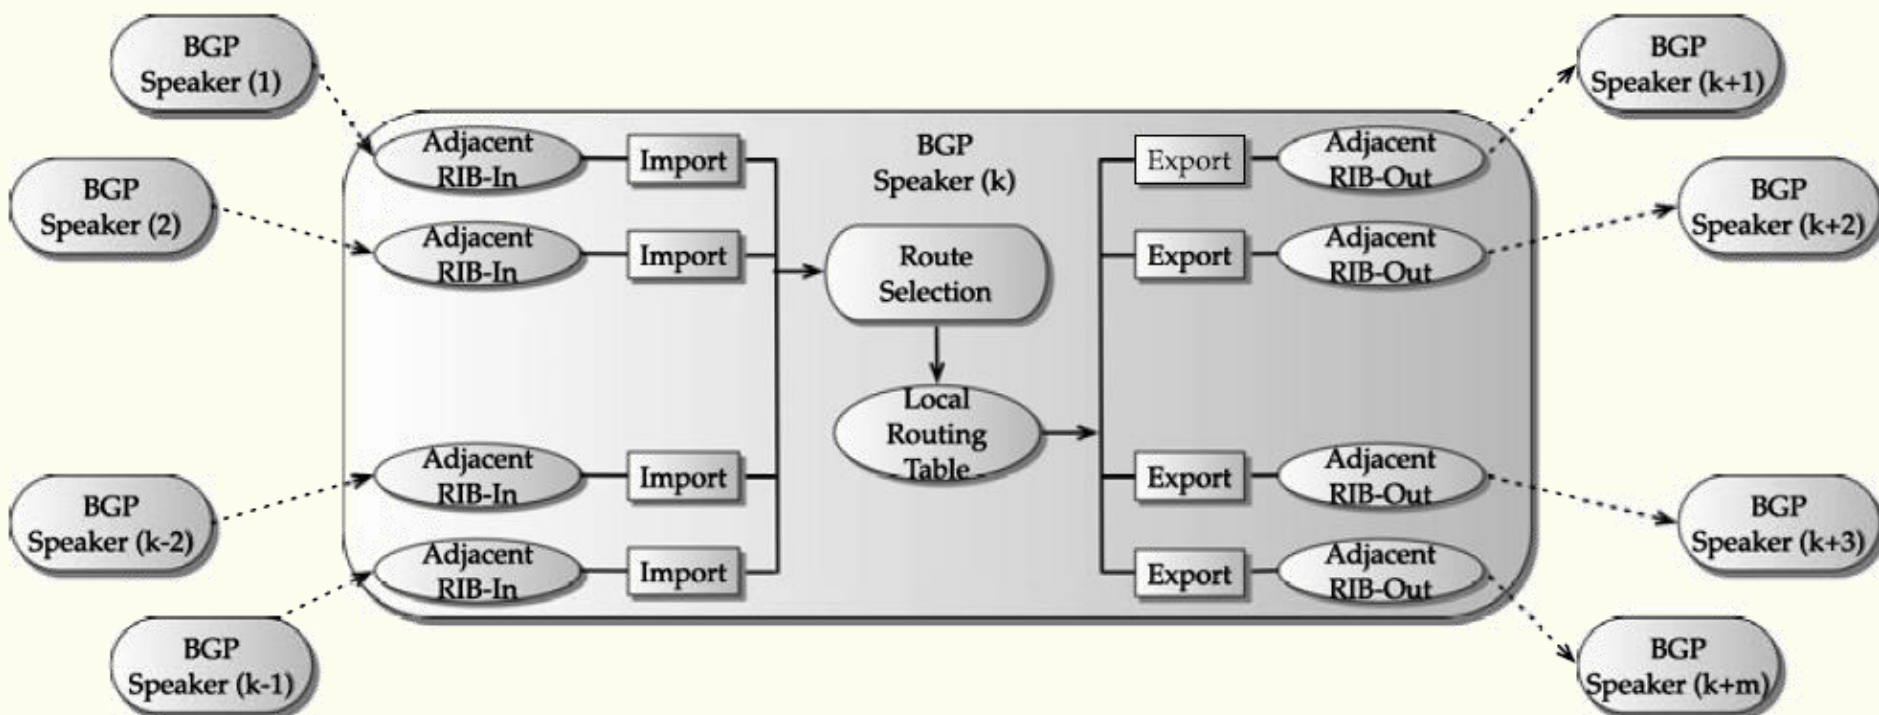 BGP
Speaker (1)
BGP
Speaker (2)
BGP
Speaker (k-2)
BGP
Speaker (k-1)
Adjacent
RIB-In
Import
Adjacent
RIB-In
Import
Adjacent
RIB-In
Import
Adjacent
RIB-In
Import
BGP
Speaker (k)
Route
Selection
Local
Routing
Table
Export
Adjacent
RIB-Out
Export
Adjacent
RIB-Out
Export
Adjacent
RIB-Out
Export
Adjacent
RIB-Out
BGP
Speaker (k+1)
BGP
Speaker (k+2)
BGP
Speaker (k+3)
BGP
Speaker (k+m)